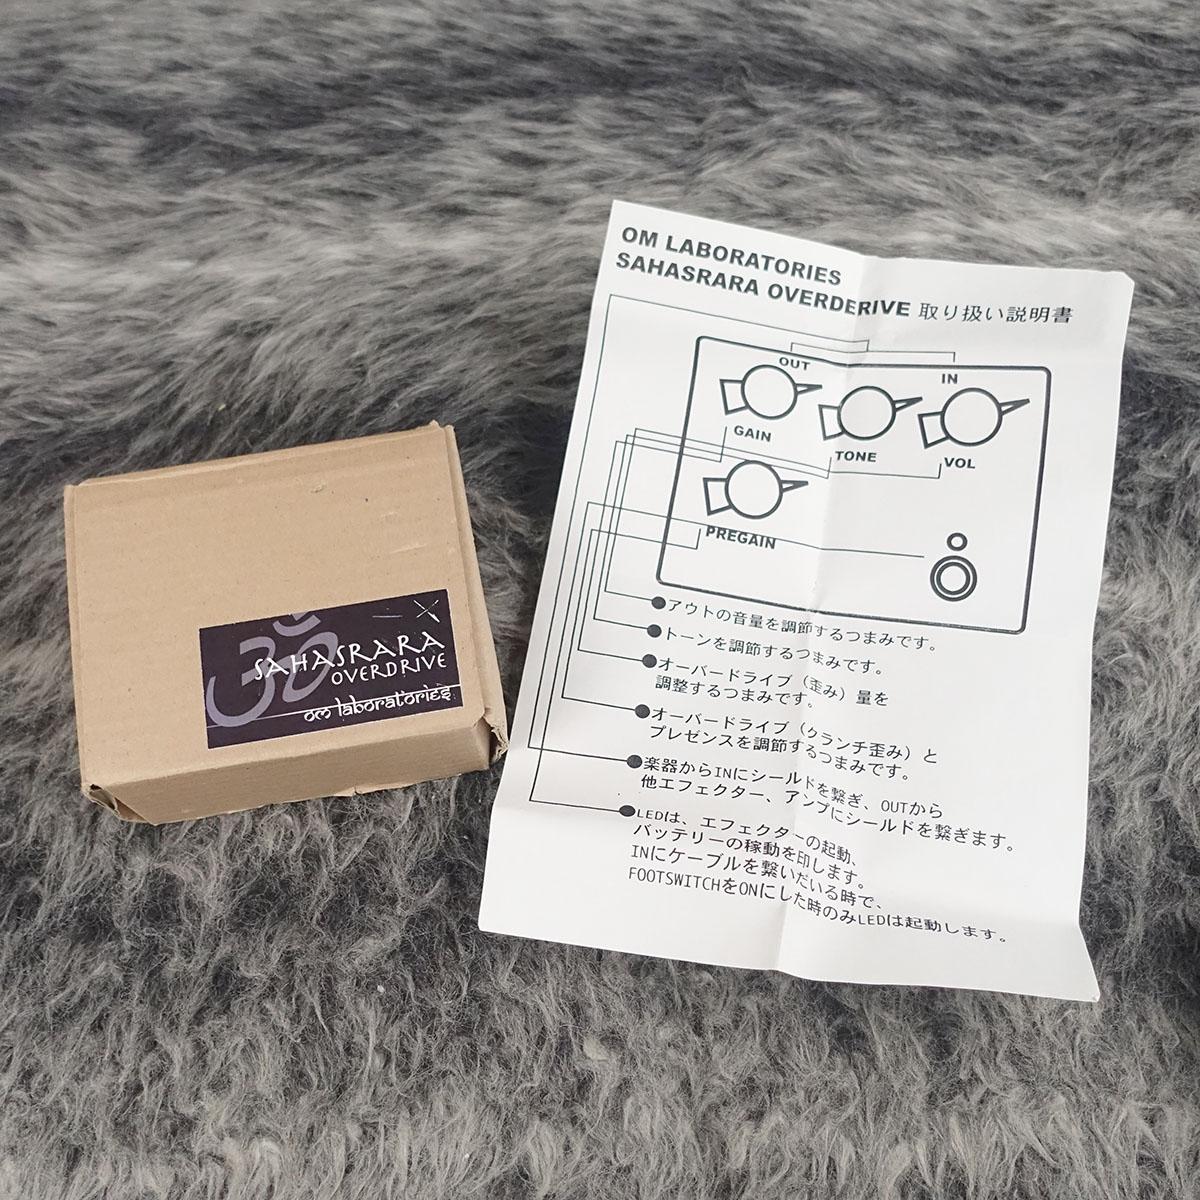 SAHASRARA
OVERDRIVE
om laboratories
OM LABORATORIES
SAHASRARA OVERDERIVE 取り扱い説明書
OUT
IN
GAIN
TONE
VOL
PREGAIN
●アウトの音量を調節するつまみです。
●トーンを調節するつまみです。
●オーバードライブ（歪み）量を
調整するつまみです。
●オーバードライブ（クランチ歪み）と
プレゼンスを調節するつまみです。
●楽器からINにシールドを繋ぎ、OUTから
他エフェクター、アンプにシールドを繋ぎます。
●LEDは、エフェクターの起動、
バッテリーの稼動を印します。
INにケーブルを繋いだいる時で、
FOOTSWITCHをONにした時のみLEDは起動します。